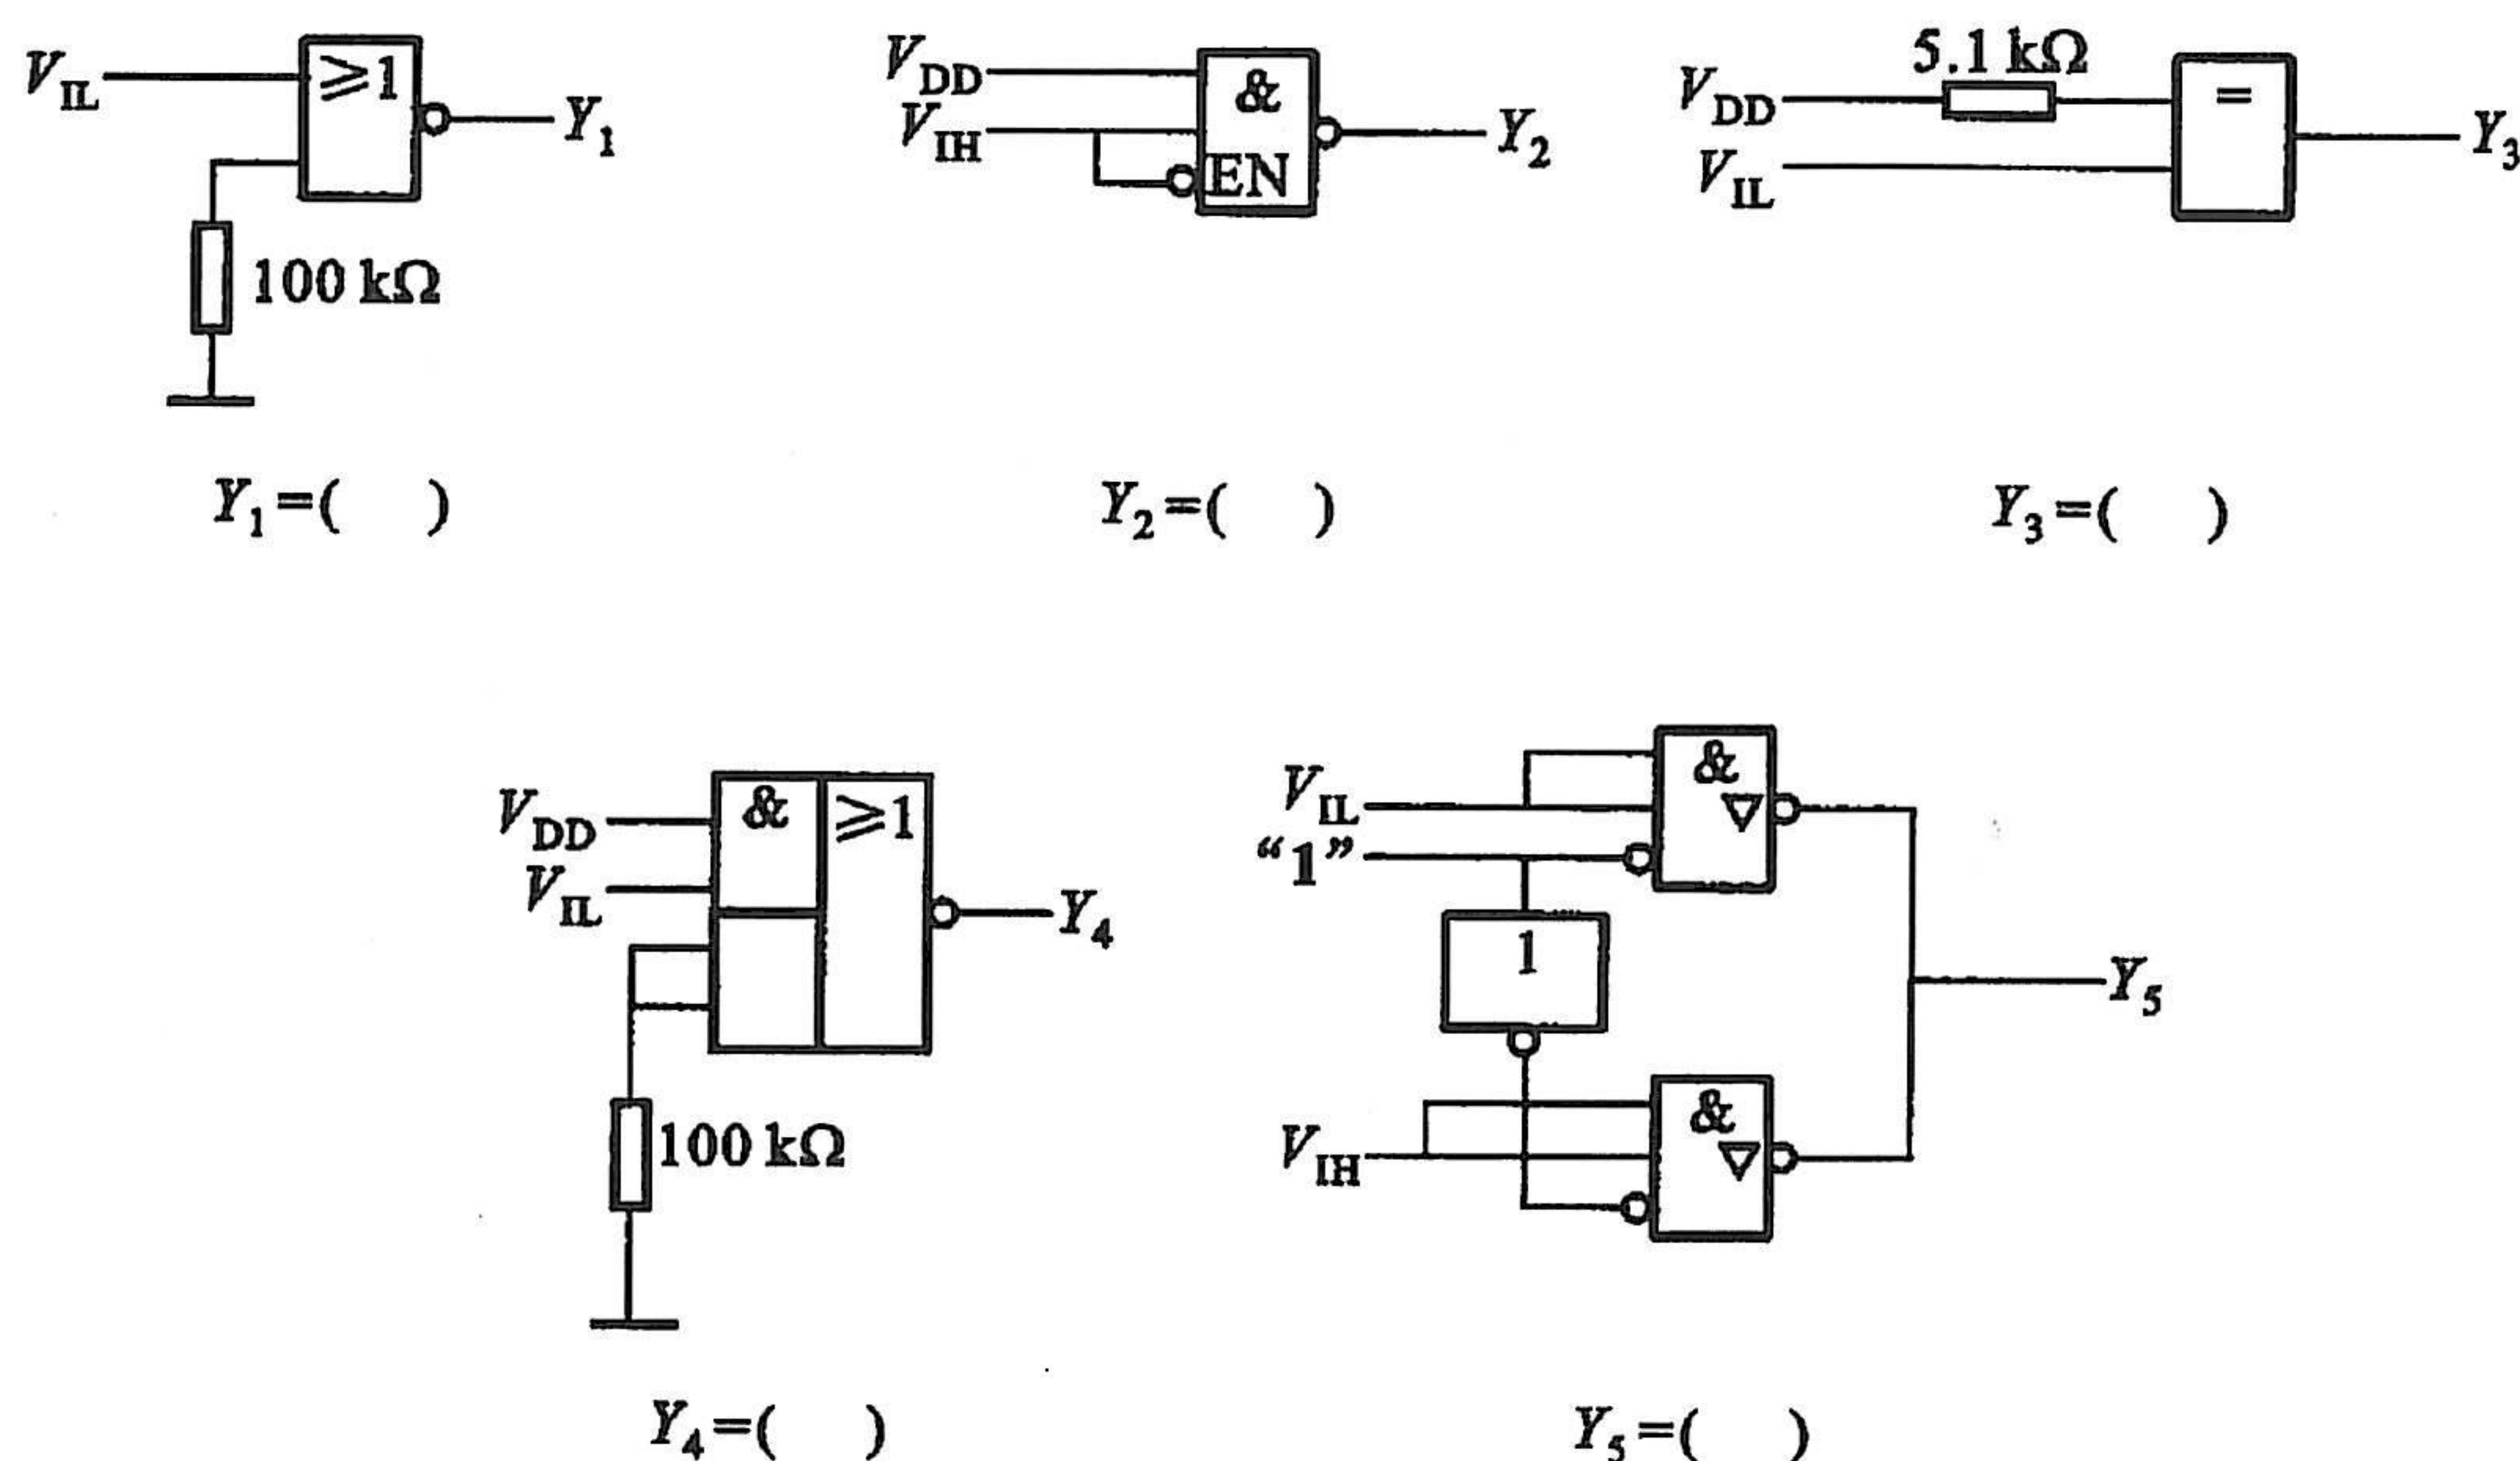 V_IL ≥1 Y_1
100 kΩ
Y_1=( )
V_DD & 
V_IH EN Y_2
Y_2=( )
5.1 kΩ
V_DD = Y_3
V_IL
Y_3=( )
V_DD & ≥1
V_IL Y_4
100 kΩ
Y_4=( )
V_IL & ▽
“1”
1
Y_5
V_IH & ▽
Y_5=( )